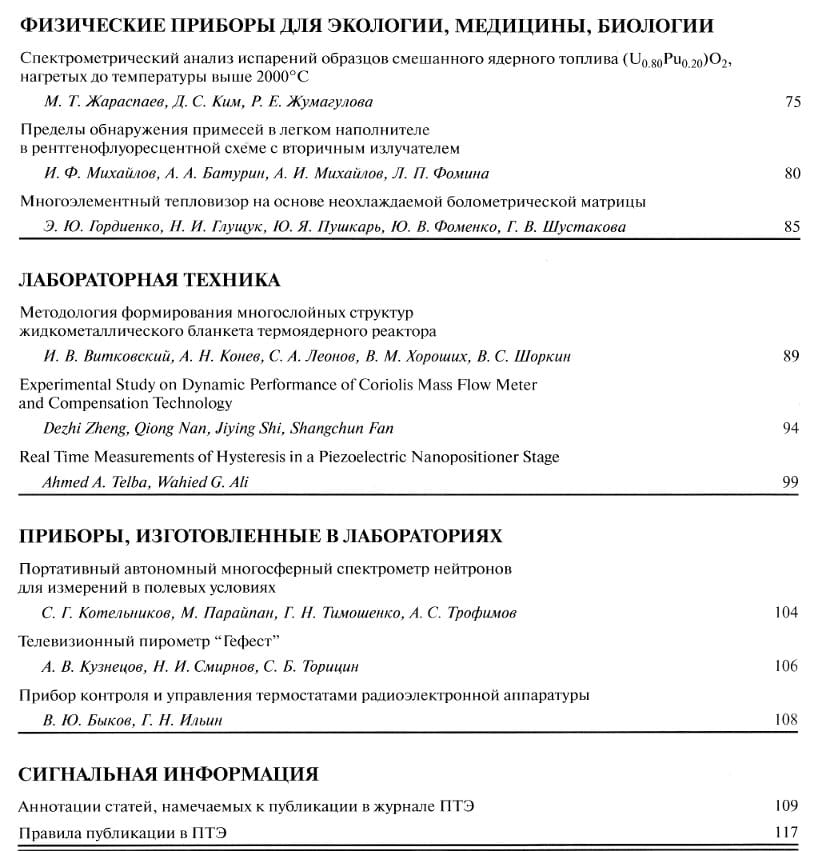 ФИЗИЧЕСКИЕ ПРИБОРЫ ДЛЯ ЭКОЛОГИИ, МЕДИЦИНЫ, БИОЛОГИИ
Спектрометрический анализ испарений образцов смешанного ядерного топлива (U0.80Pu0.20)O2,
нагретых до температуры выше 2000°С
М. Т. Жараспаев, Д. С. Ким, Р. Е. Жумагулова 75
Пределы обнаружения примесей в легком наполнителе
в рентгенофлуоресцентной схеме с вторичным излучателем
И. Ф. Михайлов, А. А. Батурин, А. И. Михайлов, Л. П. Фомина 80
Многоэлементный тепловизор на основе неохлаждаемой болометрической матрицы
Э. Ю. Гордиенко, Н. И. Глущук, Ю. Я. Пушкарь, Ю. В. Фоменко, Г. В. Шустакова 85
ЛАБОРАТОРНАЯ ТЕХНИКА
Методология формирования многослойных структур
жидкометаллического бланкета термоядерного реактора
И. В. Витковский, А. Н. Конев, С. А. Леонов, В. М. Хороших, В. С. Шоркин 89
Experimental Study on Dynamic Performance of Coriolis Mass Flow Meter
and Compensation Technology
Dezhi Zheng, Qiong Nan, Jiying Shi, Shangchun Fan 94
Real Time Measurements of Hysteresis in a Piezoelectric Nanopositioner Stage
Ahmed A. Telba, Wahied G. Ali 99
ПРИБОРЫ, ИЗГОТОВЛЕННЫЕ В ЛАБОРАТОРИЯХ
Портативный автономный многосферный спектрометр нейтронов
для измерений в полевых условиях
С. Г. Котельников, М. Парайпан, Г. Н. Тимошенко, А. С. Трофимов 104
Телевизионный пирометр “Гефест”
А. В. Кузнецов, Н. И. Смирнов, С. Б. Торицин 106
Прибор контроля и управления термостатами радиоэлектронной аппаратуры
В. Ю. Быков, Г. Н. Ильин 108
СИГНАЛЬНАЯ ИНФОРМАЦИЯ
Аннотации статей, намечаемых к публикации в журнале ПТЭ 109
Правила публикации в ПТЭ 117